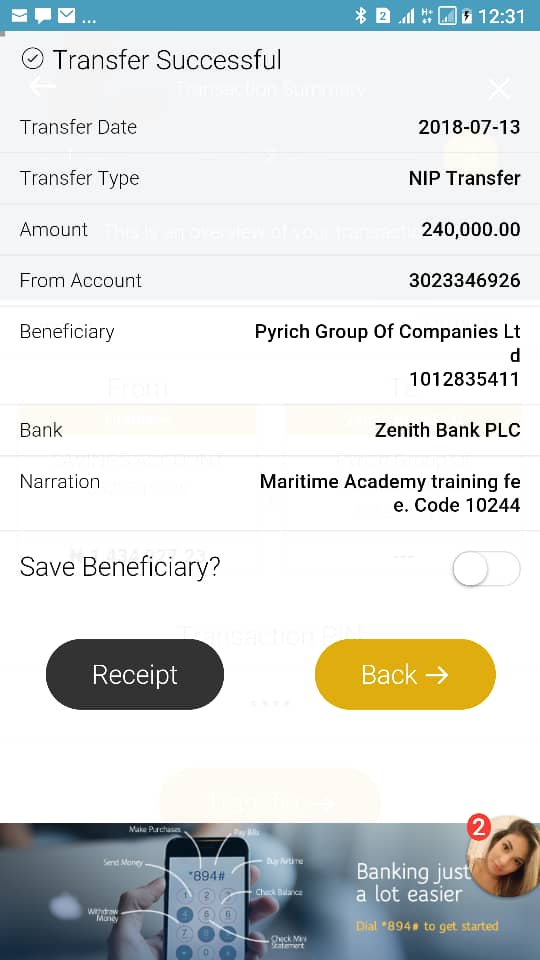 ... 2 H+ 12:31
Transfer Successful
Transaction Summary
Transfer Date 2018-07-13
Transfer Type NIP Transfer
This is an overview of your transaction
Amount 240,000.00
From Account 3023346926
Beneficiary Pyrich Group Of Companies Lt
d
1012835411
From
Bank Zenith Bank PLC
Narration Maritime Academy training fe
e. Code 10244
Save Beneficiary?
Transaction PIN
Receipt Back →
Make Purchases
Pay Bills
Send Money
Buy Airtime
*894#
Check Balance
Withdraw
Money
Check Mini
Statement
2
Banking just
a lot easier
Dial *894# to get started